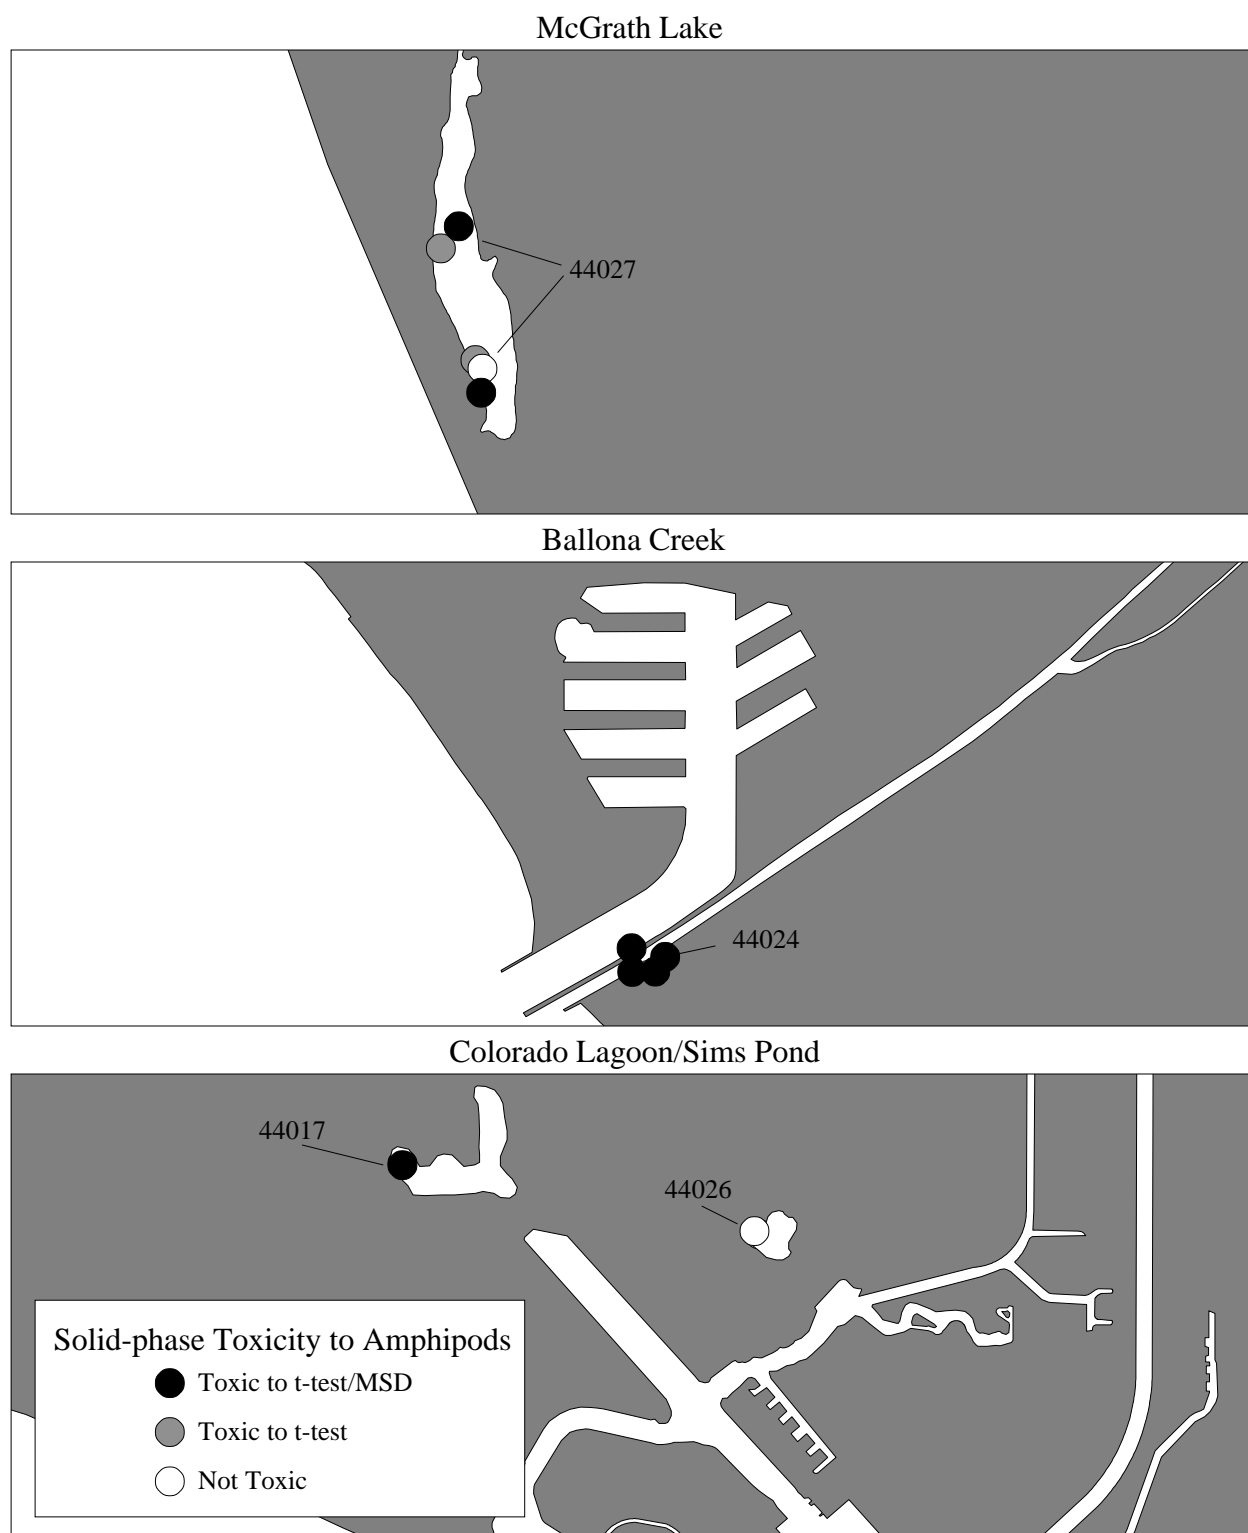 McGrath Lake
44027
Ballona Creek
44024
Colorado Lagoon/Sims Pond
44017
44026
Solid-phase Toxicity to Amphipods
Toxic to t-test/MSD
Toxic to t-test
Not Toxic